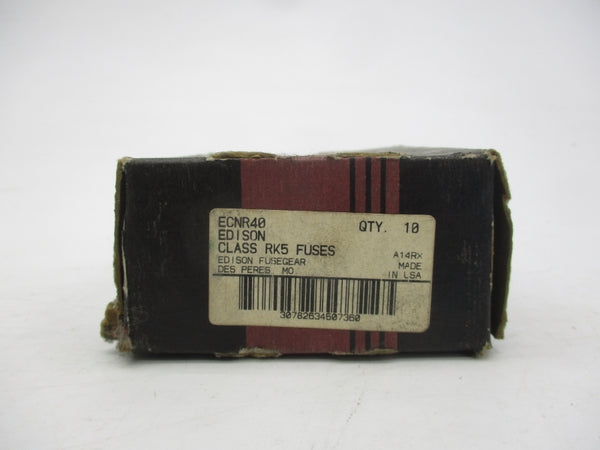 ECNR40 QTY. 10
EDISON
CLASS RK5 FUSES A14RX
EDISON FUSEGEAR MADE
DES PERES MO IN USA
30782634607360